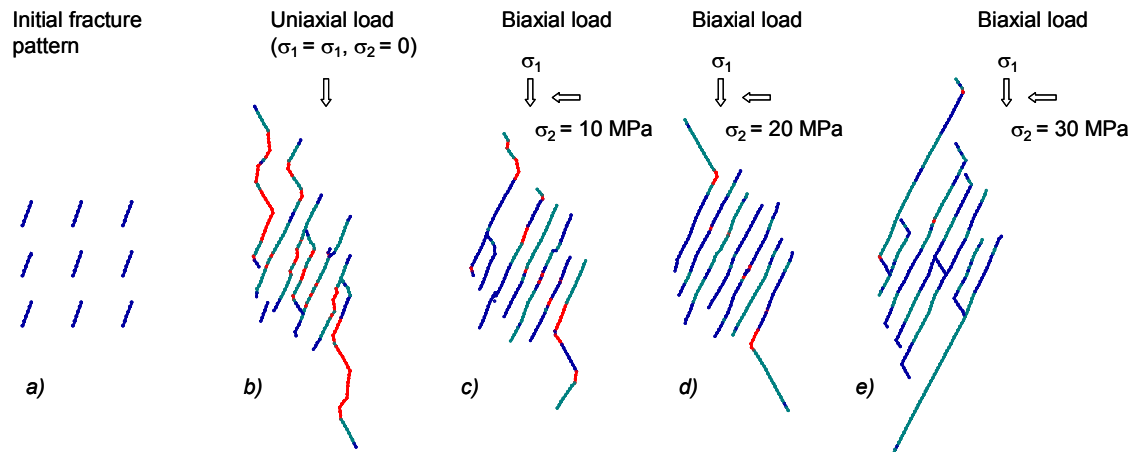 Initial fracture
pattern
Uniaxial load
(σ1 = σ1, σ2 = 0)
Biaxial load
σ1
σ2 = 10 MPa
Biaxial load
σ1
σ2 = 20 MPa
Biaxial load
σ1
σ2 = 30 MPa
a)
b)
c)
d)
e)